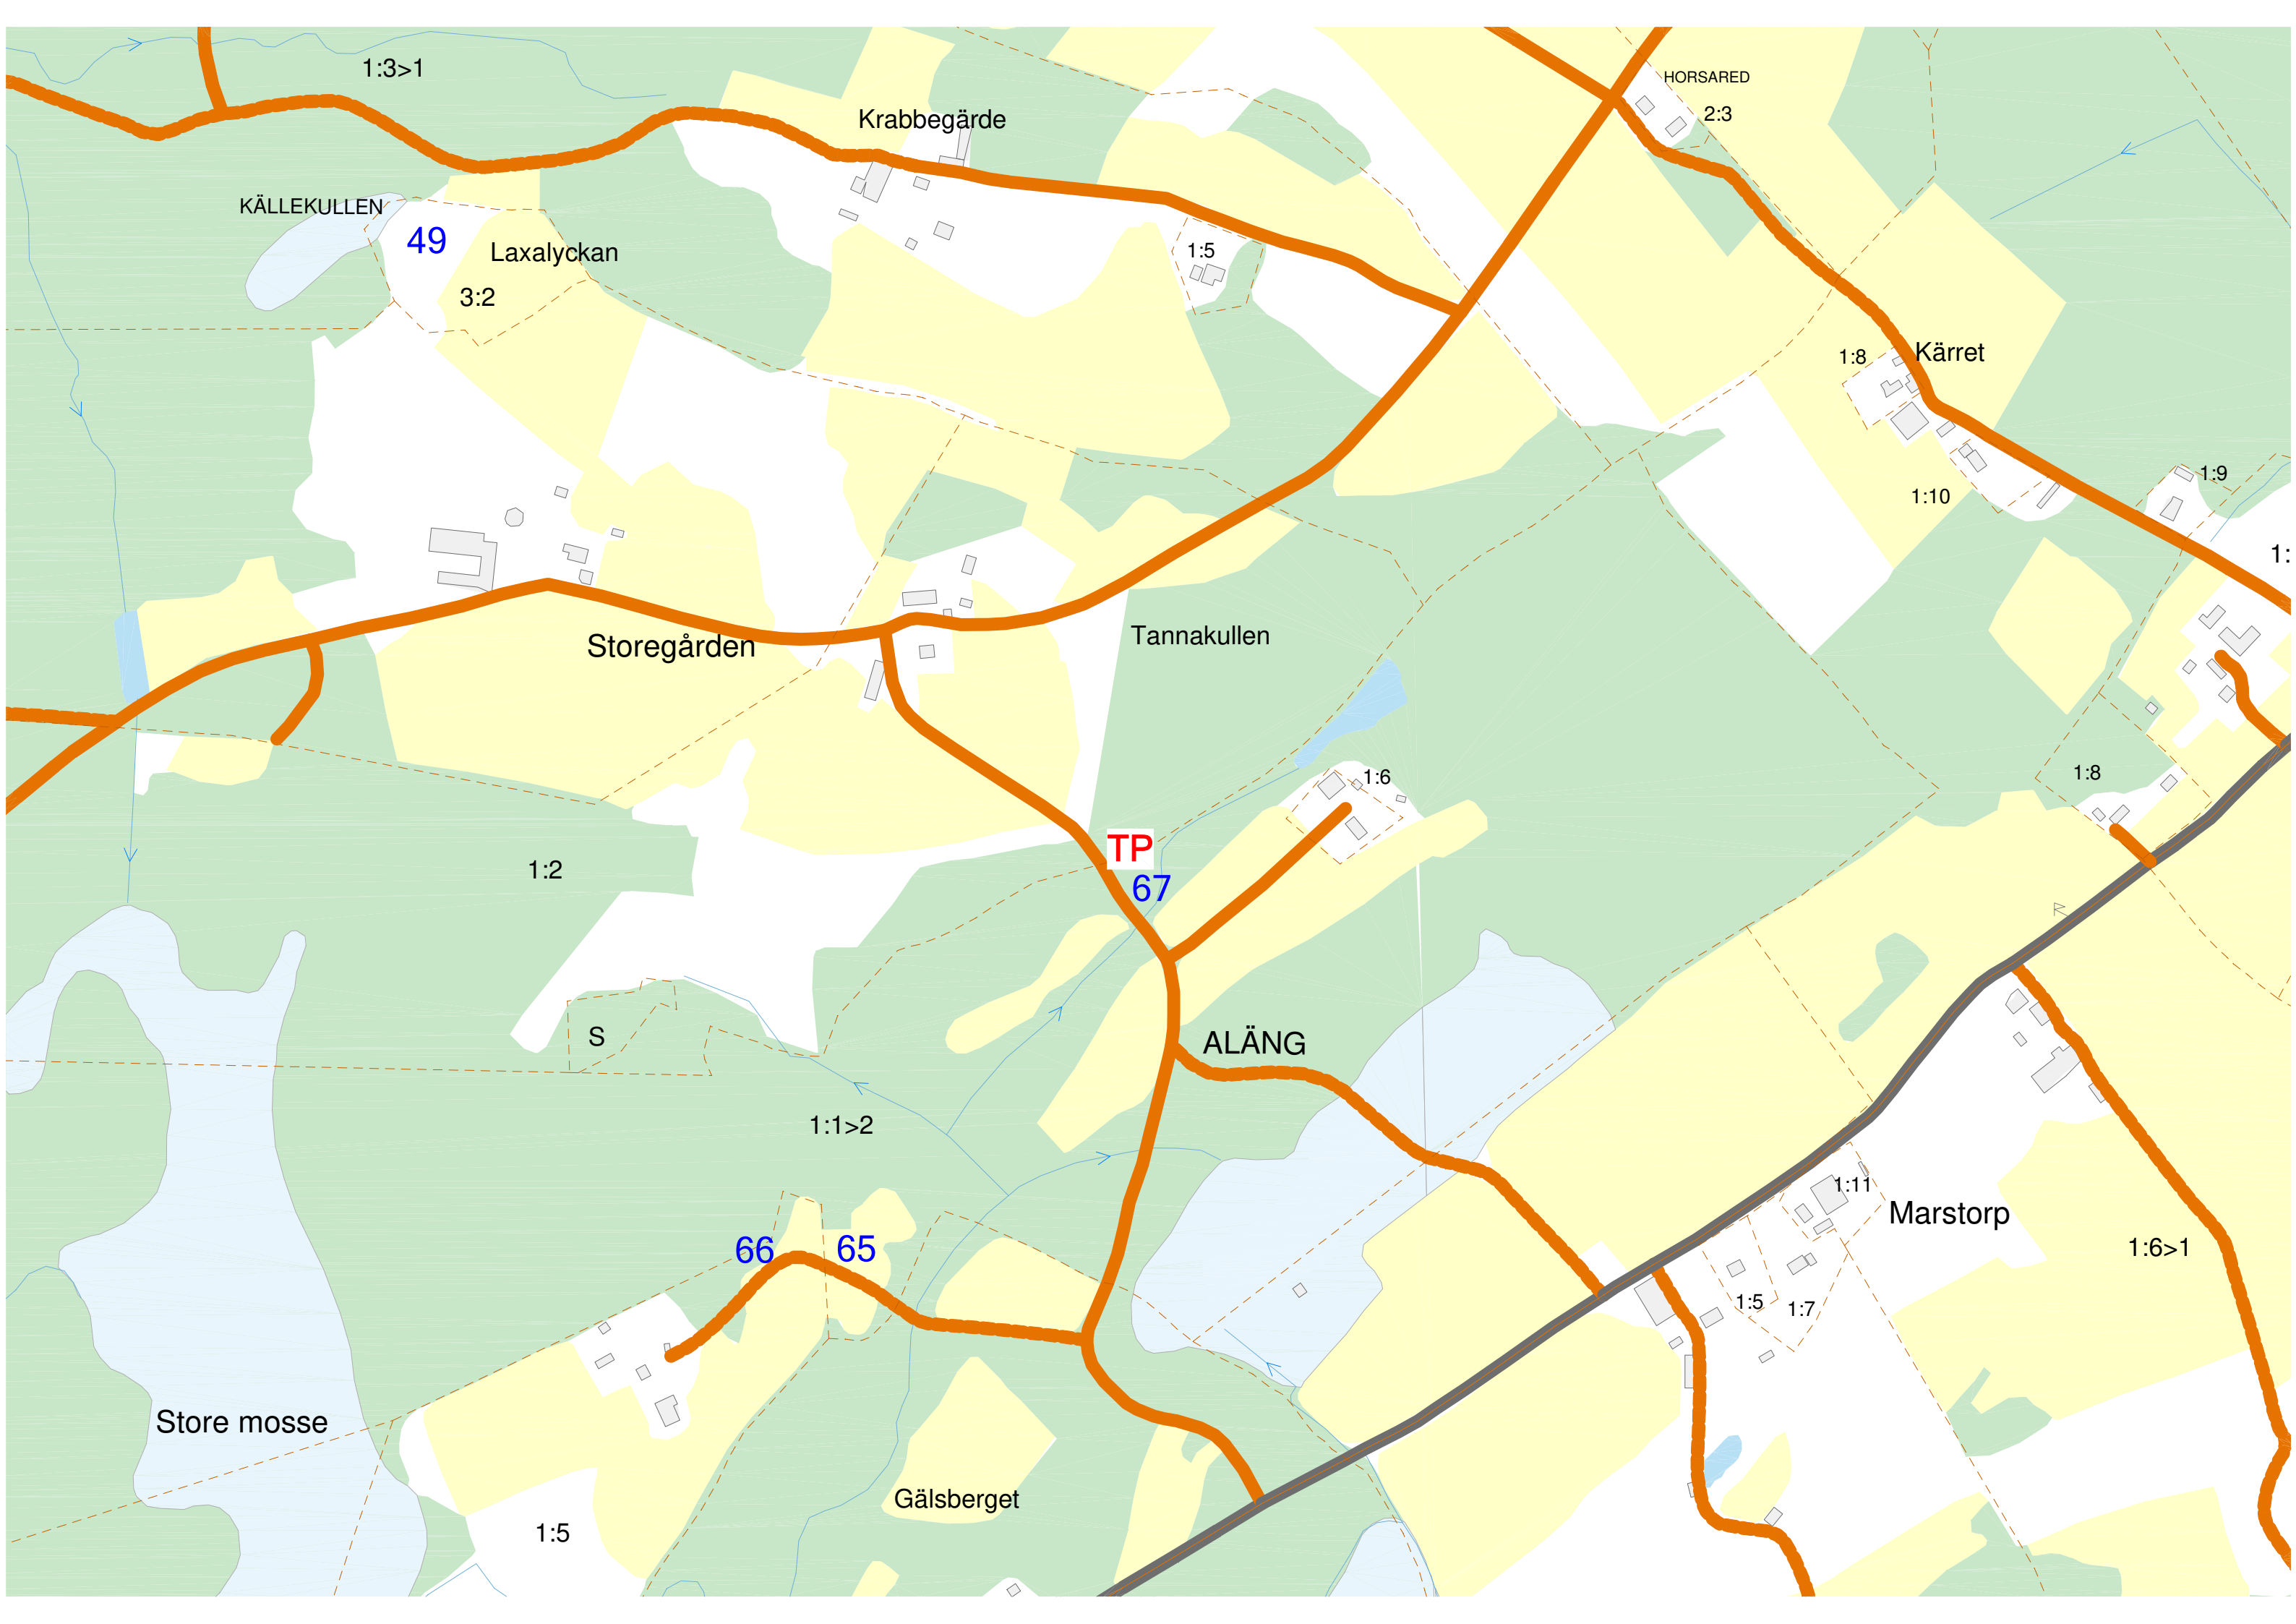 1:3>1
HORSARED
2:3
Krabbegärde
KÄLLEKULLEN
49
Laxalyckan
1:5
3:2
1:8
Kärret
1:9
1:10
1:
Storegården
Tannakullen
1:6
1:8
TP
67
1:2
S
ALÄNG
1:1>2
1:11
Marstorp
66
65
1:6>1
1:5
1:7
Store mosse
Gälsberget
1:5